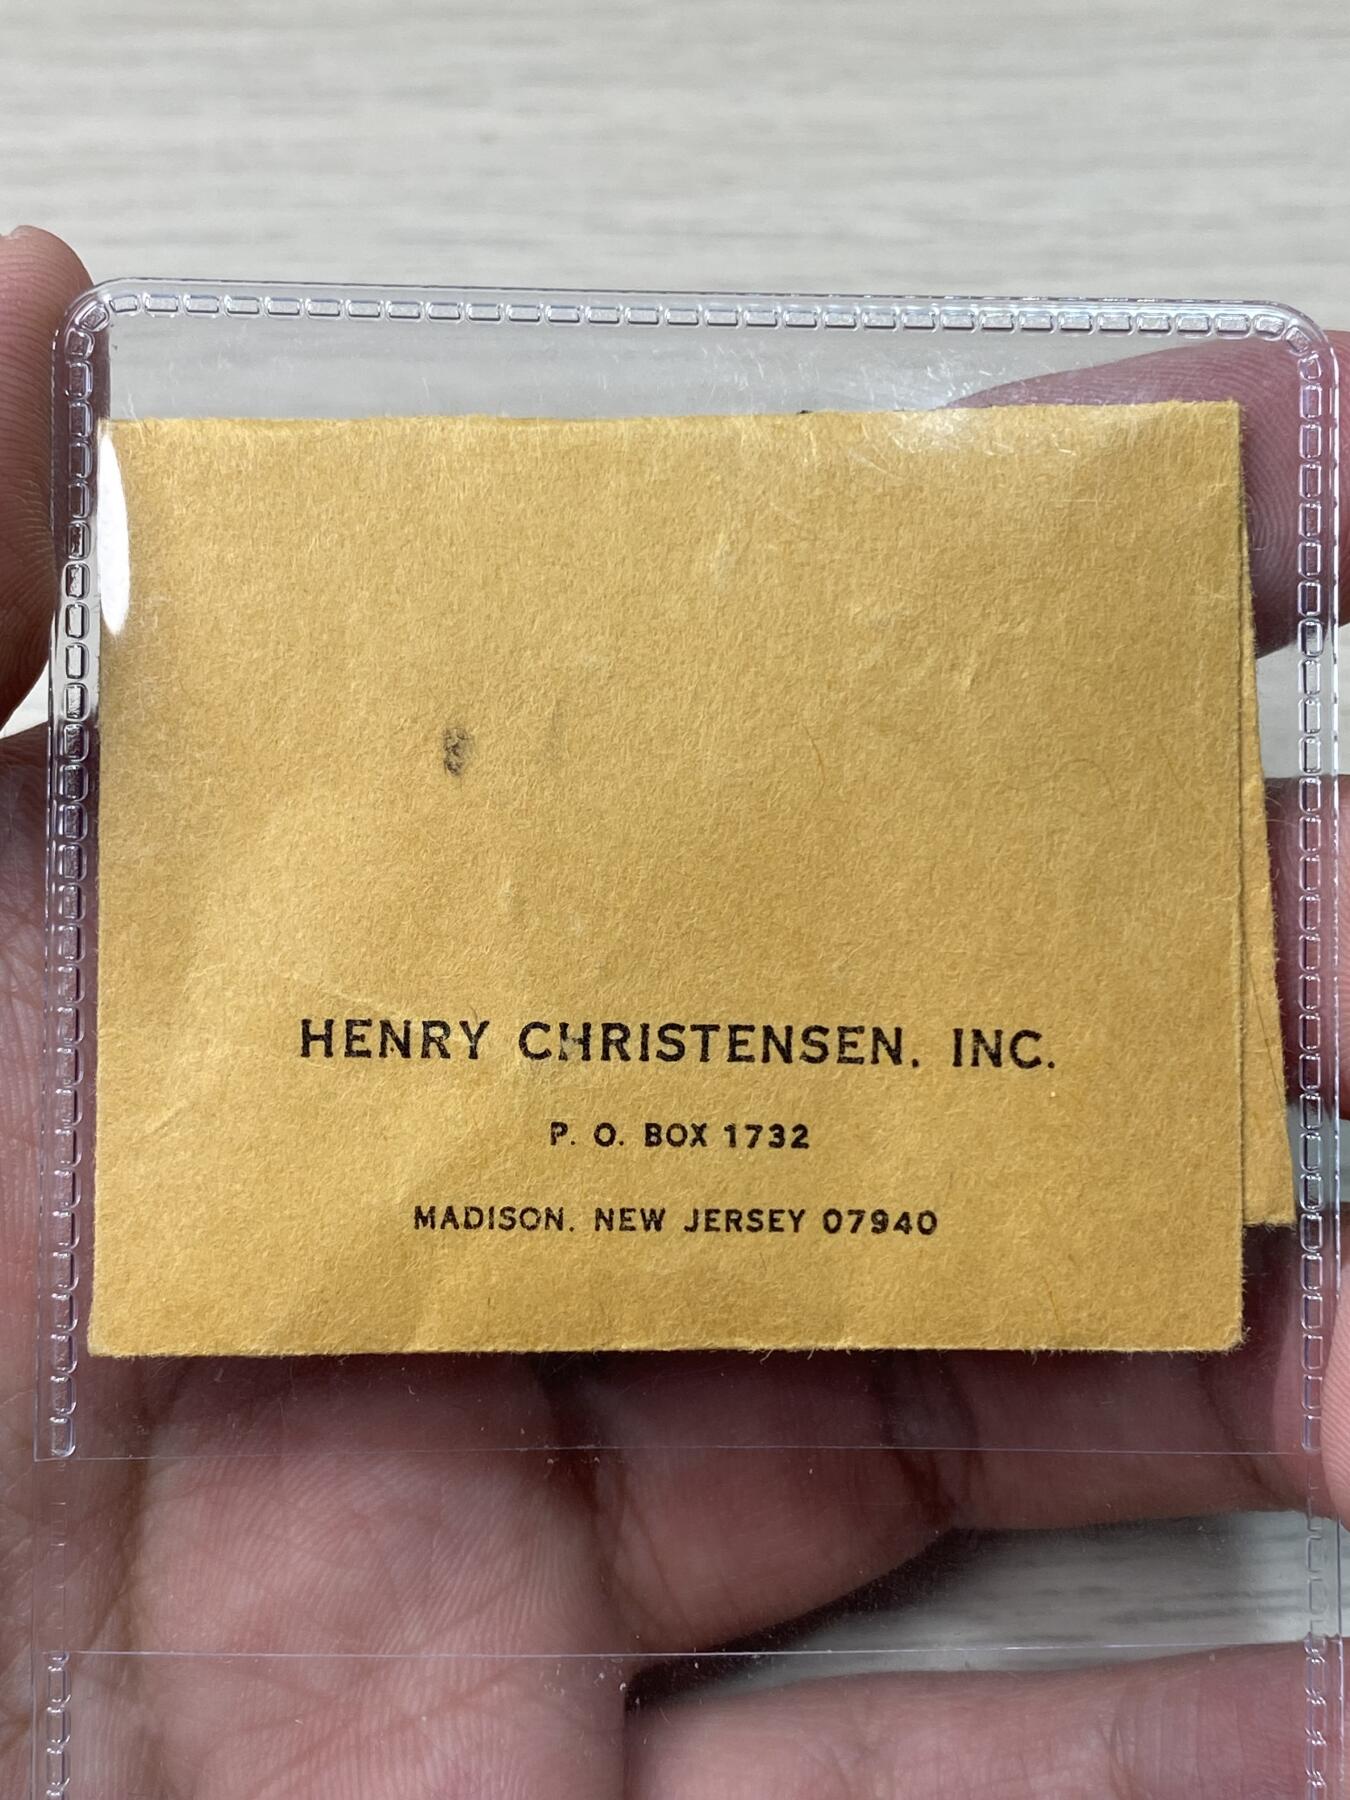 HENRY CHRISTENSEN, INC.
P. O. BOX 1732
MADISON, NEW JERSEY 07940